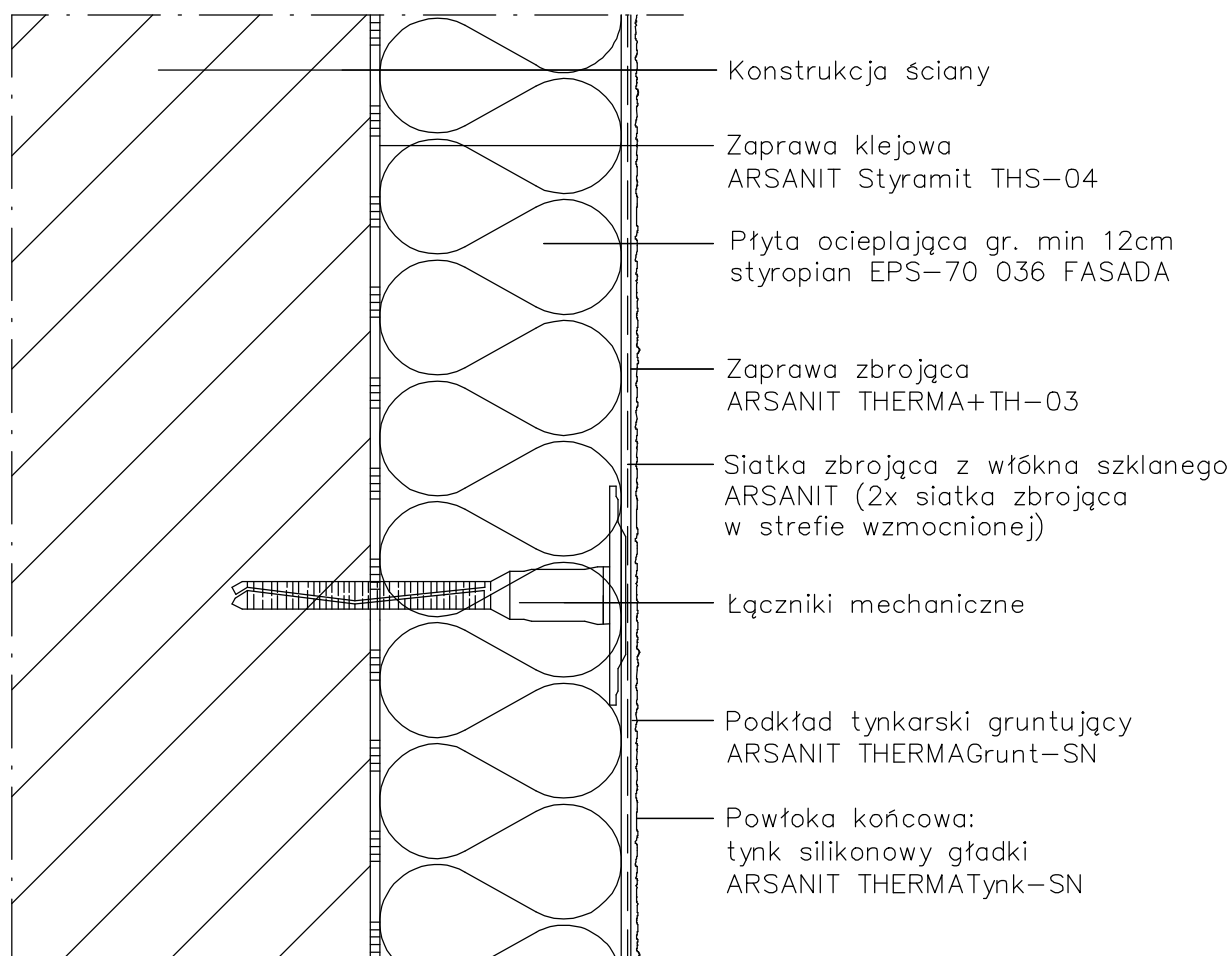 Konstrukcja ściany
Zaprawa klejowa
ARSANIT Styramit THS-04
Płyta ocieplająca gr. min 12cm
styropian EPS-70 036 FASADA
Zaprawa zbrojąca
ARSANIT THERMA+TH-03
Siatka zbrojąca z włókna szklanego
ARSANIT (2x siatka zbrojąca
w strefie wzmocnionej)
Łączniki mechaniczne
Podkład tynkarski gruntujący
ARSANIT THERMAGrunt-SN
Powłoka końcowa:
tynk silikonowy gładki
ARSANIT THERMATynk-SN